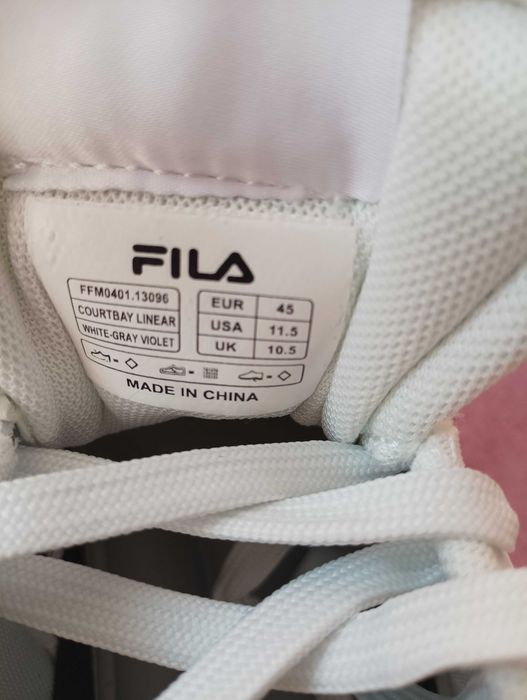 FILA
FFM0401.13096
COURTBAY LINEAR
WHITE-GRAY VIOLET
EUR 45
USA 11.5
UK 10.5
MADE IN CHINA